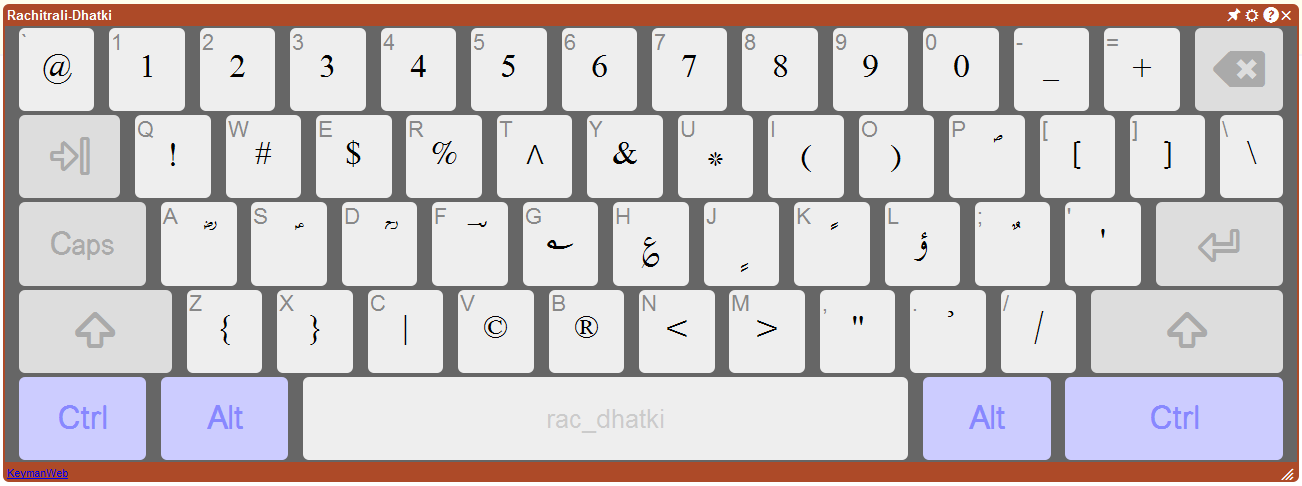 Rachitrali-Dhatki
` @ 1 1 2 2 3 3 4 4 5 5 6 6 7 7 8 8 9 9 0 0 - _ = +
Q ! W # E $ R % T ^ Y & U * I ( O ) P ؐ [ [ ] ] \ \
Caps A ؓ S ؑ D ؒ F ؔ G ؂ H ؏ J ٍ K ً L ؤ ; ٌ ' '
Z { X } C | V © B ® N < M > , " . / /
Ctrl Alt rac_dhatki Alt Ctrl
KeymanWeb